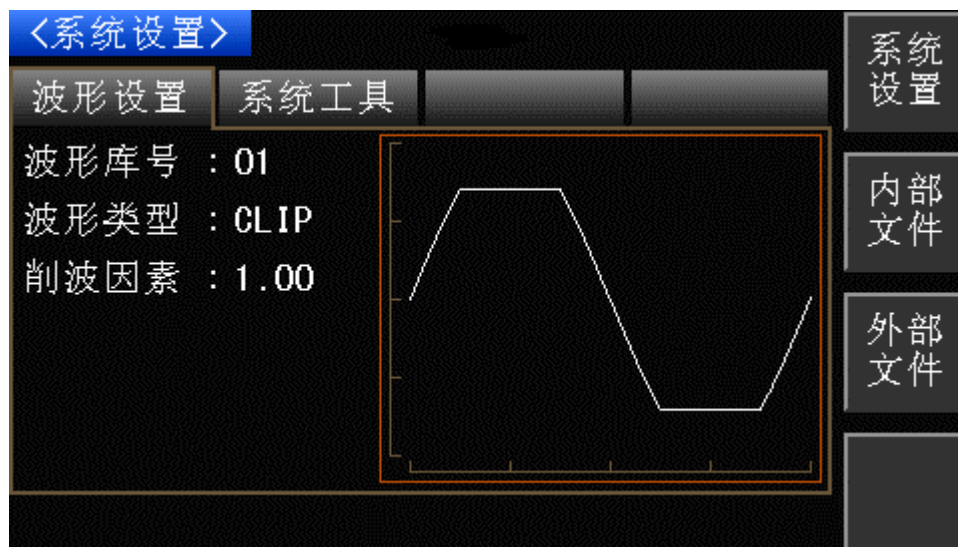 <系统设置>
波形设置 系统工具
波形库号 : 01
波形类型 : CLIP
削波因素 : 1.00
系统
设置
内部
文件
外部
文件